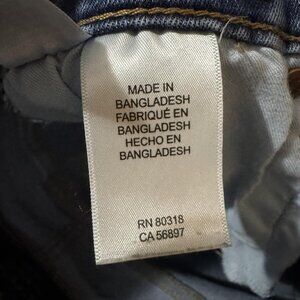 MADE IN
BANGLADESH
FABRIQUÉ EN
BANGLADESH
HECHO EN
BANGLADESH
RN 80318
CA 56897